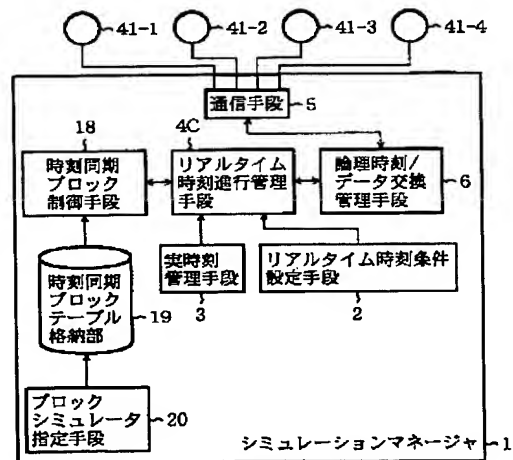 41-1
41-2
41-3
41-4
通信手段
5
18
4C
時刻同期
ブロック
制御手段
リアルタイム
時刻進行管理
手段
論理時刻/
データ交換
管理手段
6
実時刻
管理手段
3
リアルタイム時刻条件
設定手段
2
時刻同期
ブロック
テーブル
格納部
19
ブロック
シミュレータ
指定手段
20
シミュレーションマネージャ
1